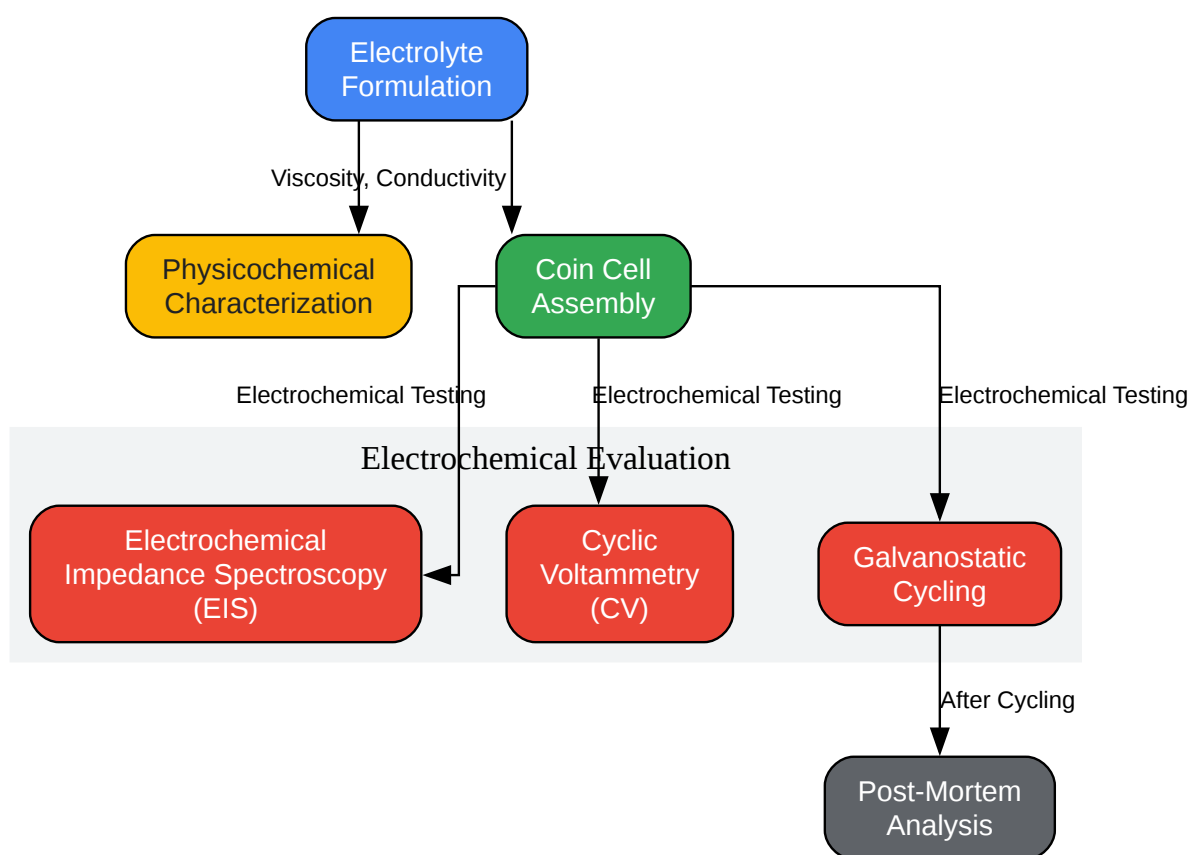 Electrolyte
Formulation
Viscosity, Conductivity
Physicochemical
Characterization
Coin Cell
Assembly
Electrochemical Testing
Electrochemical Testing
Electrochemical Testing
Electrochemical Evaluation
Electrochemical
Impedance Spectroscopy
(EIS)
Cyclic
Voltammetry
(CV)
Galvanostatic
Cycling
After Cycling
Post-Mortem
Analysis